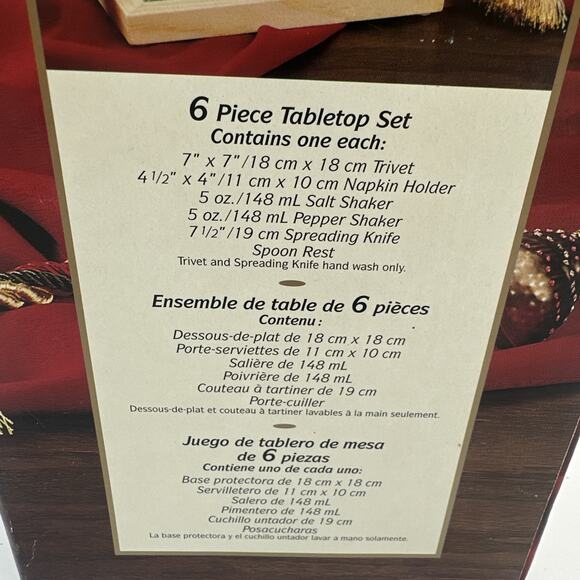 6 Piece Tabletop Set
Contains one each:
7" x 7"/18 cm x 18 cm Trivet
4 1/2" x 4"/11 cm x 10 cm Napkin Holder
5 oz./148 mL Salt Shaker
5 oz./148 mL Pepper Shaker
7 1/2"/19 cm Spreading Knife
Spoon Rest
Trivet and Spreading Knife hand wash only.
Ensemble de table de 6 pièces
Contenu :
Dessous-de-plat de 18 cm x 18 cm
Porte-serviettes de 11 cm x 10 cm
Salière de 148 mL
Poivrière de 148 mL
Couteau à tartiner de 19 cm
Porte-cuiller
Dessous-de-plat et couteau à tartiner lavables à la main seulement.
Juego de tablero de mesa
de 6 piezas
Contiene uno de cada uno:
Base protectora de 18 cm x 18 cm
Servilletero de 11 cm x 10 cm
Salero de 148 mL
Pimentero de 148 mL
Cuchillo untador de 19 cm
Posacucharas
La base protectora y el cuchillo untador lavar a mano solamente.